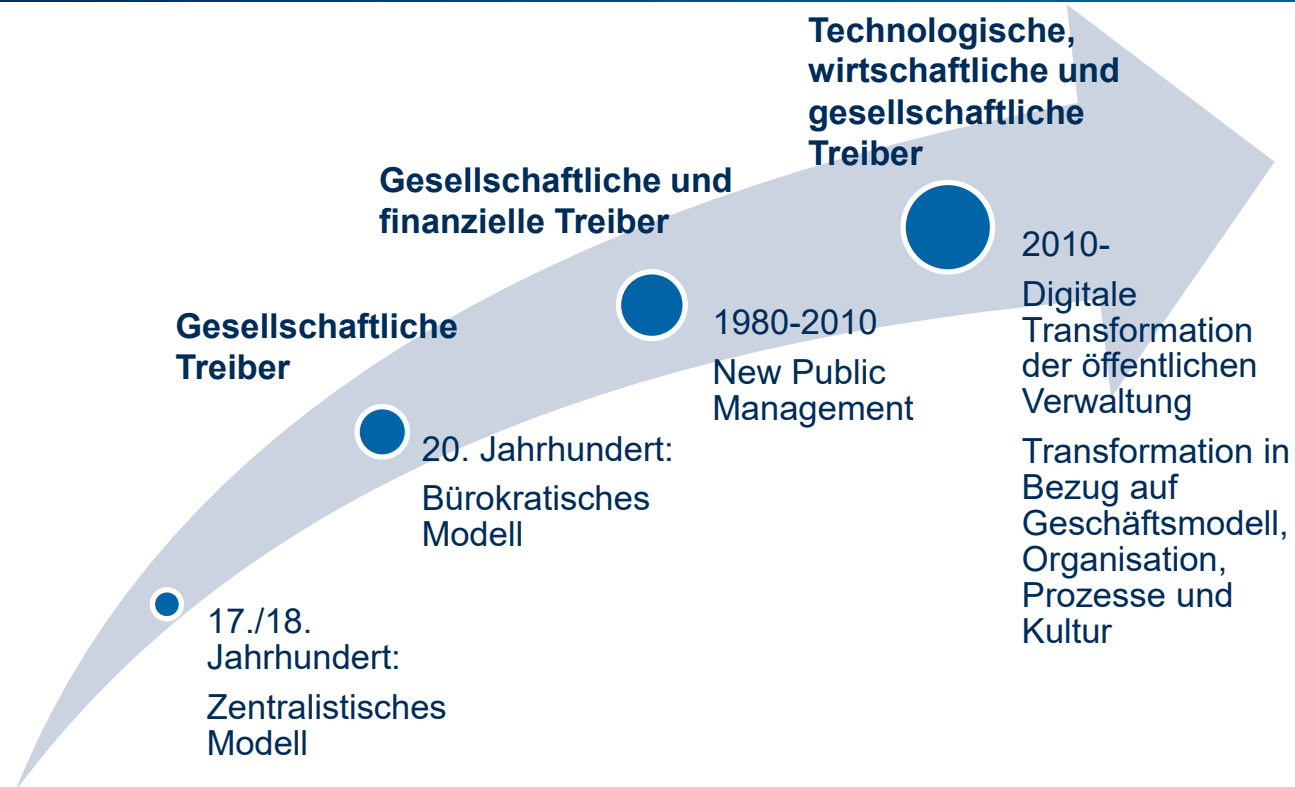 Technologische,
wirtschaftliche und
gesellschaftliche
Treiber
Gesellschaftliche und
finanzielle Treiber
Gesellschaftliche
Treiber
2010-
Digitale
Transformation
der öffentlichen
Verwaltung
Transformation in
Bezug auf
Geschäftsmodell,
Organisation,
Prozesse und
Kultur
1980-2010
New Public
Management
20. Jahrhundert:
Bürokratisches
Modell
17./18.
Jahrhundert:
Zentralistisches
Modell